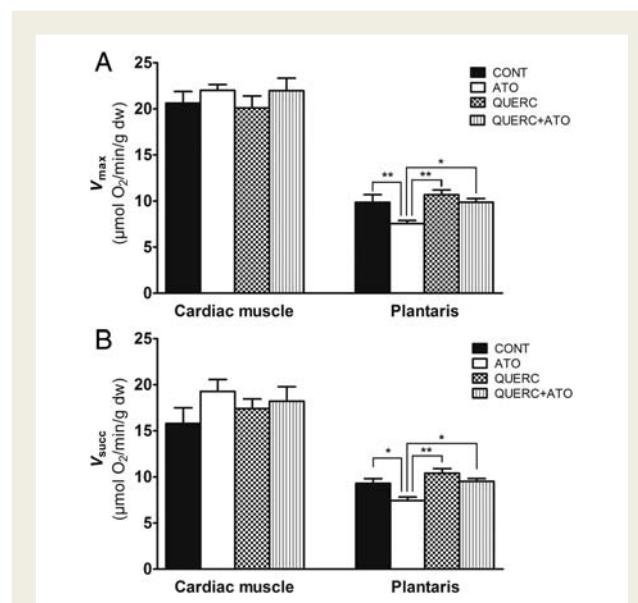 A
25
20
15
10
5
0
Vmax
(µmol O2/min/g dw)
CONT
ATO
QUERC
QUERC+ATO
*
** **
Cardiac muscle Plantaris
B
25
20
15
10
5
0
Vsucc
(µmol O2/min/g dw)
CONT
ATO
QUERC
QUERC+ATO
*
* **
Cardiac muscle Plantaris